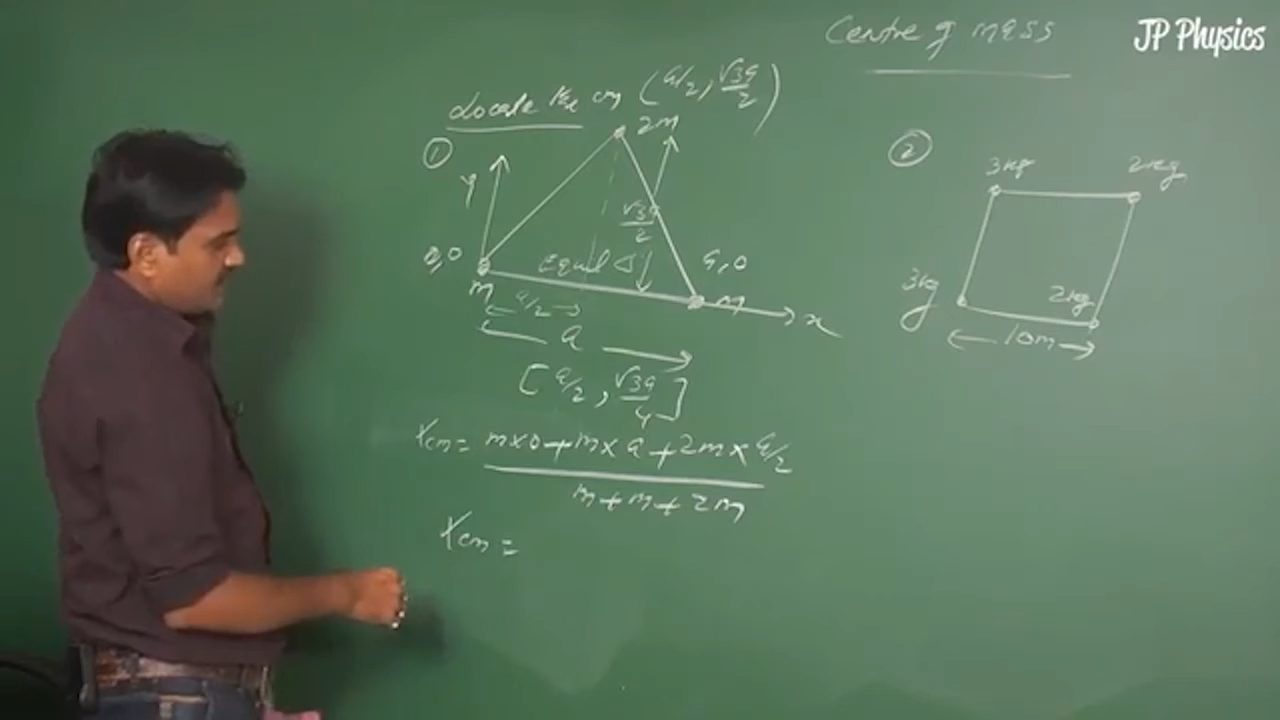 Centre of mass
JP Physics
Locate the cm (a/2, √3a/2)
①
2m
y
√3a/2
0,0
Equal Δ
a,0
m
a/2
m
x
a
[a/2, √3a/4]
Xcm = m×0+m×a+2m×a/2
m+m+2m
Xcm =
②
3kg
2kg
3kg
2kg
10m